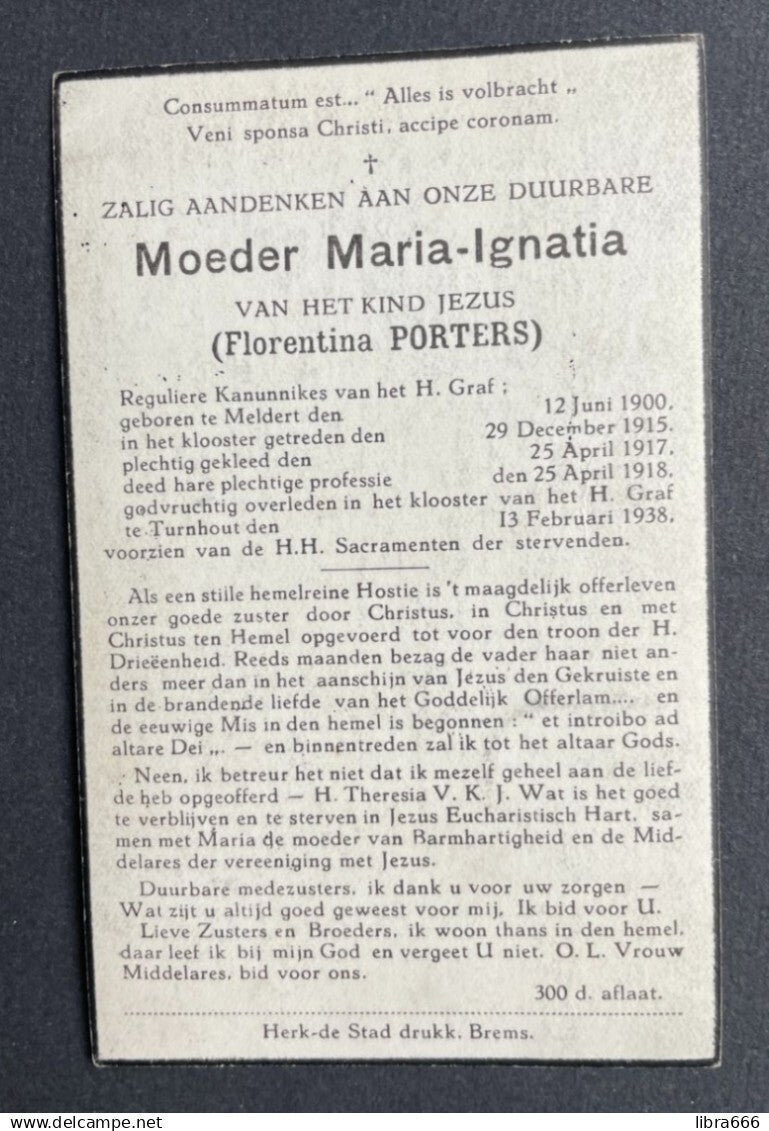 Consummatum est... “ Alles is volbracht „
Veni sponsa Christi, accipe coronam.
†
ZALIG AANDENKEN AAN ONZE DUURBARE
Moeder Maria-Ignatia
VAN HET KIND JEZUS
(Florentina PORTERS)
Reguliere Kanunnikes van het H. Graf ;
geboren te Meldert den 12 Juni 1900.
in het klooster getreden den 29 December 1915.
plechtig gekleed den 25 April 1917.
deed hare plechtige professie den 25 April 1918.
godvruchtig overleden in het klooster van het H. Graf
te Turnhout den 13 Februari 1938.
voorzien van de H.H. Sacramenten der stervenden.
Als een stille hemelreine Hostie is 't maagdelijk offerleven
onzer goede zuster door Christus, in Christus en met
Christus ten Hemel opgevoerd tot voor den troon der H.
Drieëenheid. Reeds maanden bezag de vader haar niet an-
ders meer dan in het aanschijn van Jezus den Gekruiste en
in de brandende liefde van het Goddelijk Offerlam.... en
de eeuwige Mis in den hemel is begonnen : “ et introibo ad
altare Dei „. — en binnentreden zal ik tot het altaar Gods.
Neen, ik betreur het niet dat ik mezelf geheel aan de lief-
de heb opgeofferd — H. Theresia V. K. J. Wat is het goed
te verblijven en te sterven in Jezus Eucharistisch Hart, sa-
men met Maria de moeder van Barmhartigheid en de Mid-
delares der vereeniging met Jezus.
Duurbare medezusters, ik dank u voor uw zorgen —
Wat zijt u altijd goed geweest voor mij, Ik bid voor U.
Lieve Zusters en Broeders, ik woon thans in den hemel,
daar leef ik bij mijn God en vergeet U niet. O. L. Vrouw
Middelares, bid voor ons.
300 d. aflaat.
Herk-de Stad drukk. Brems.
libra666